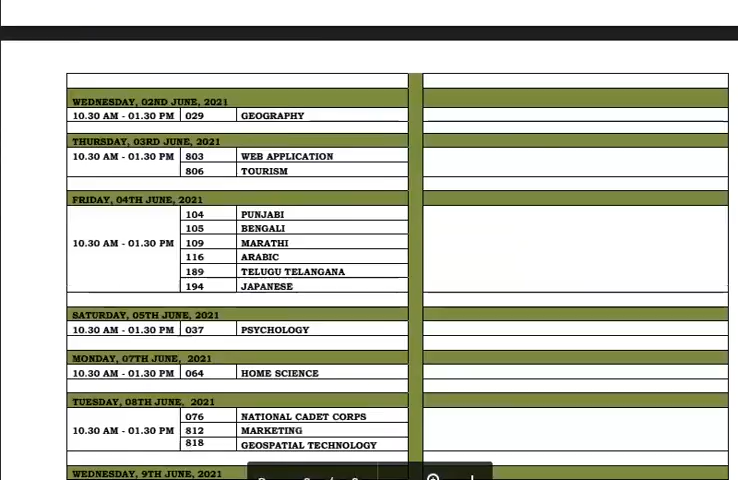 WEDNESDAY, 02ND JUNE, 2021
10.30 AM - 01.30 PM 029 GEOGRAPHY
THURSDAY, 03RD JUNE, 2021
10.30 AM - 01.30 PM 803 WEB APPLICATION
806 TOURISM
FRIDAY, 04TH JUNE, 2021
104 PUNJABI
105 BENGALI
10.30 AM - 01.30 PM 109 MARATHI
116 ARABIC
189 TELUGU TELANGANA
194 JAPANESE
SATURDAY, 05TH JUNE, 2021
10.30 AM - 01.30 PM 037 PSYCHOLOGY
MONDAY, 07TH JUNE, 2021
10.30 AM - 01.30 PM 064 HOME SCIENCE
TUESDAY, 08TH JUNE, 2021
076 NATIONAL CADET CORPS
10.30 AM - 01.30 PM 812 MARKETING
818 GEOSPATIAL TECHNOLOGY
WEDNESDAY, 9TH JUNE, 2021